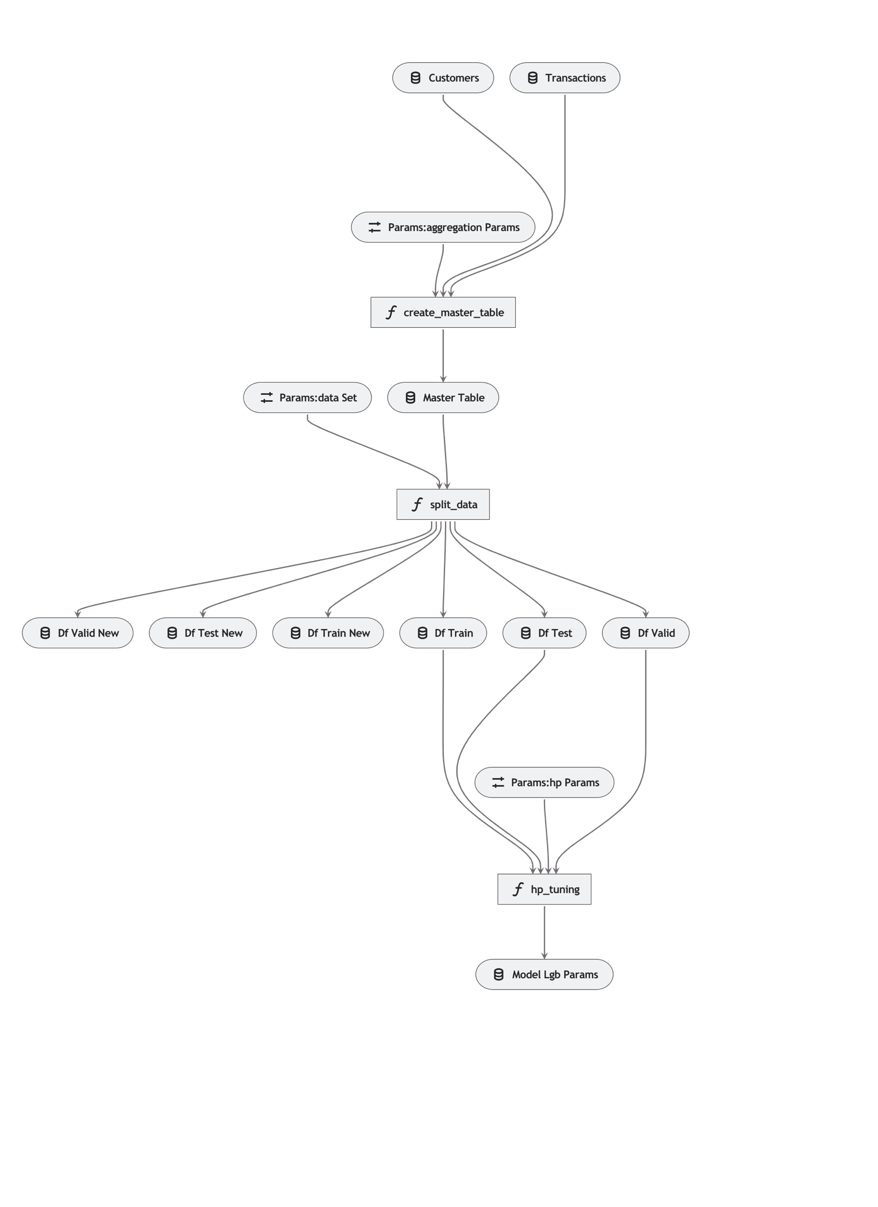 Customers
Transactions
Params:aggregation Params
create_master_table
Params:data Set
Master Table
split_data
Df Valid New
Df Test New
Df Train New
Df Train
Df Test
Df Valid
Params:hp Params
hp_tuning
Model Lgb Params